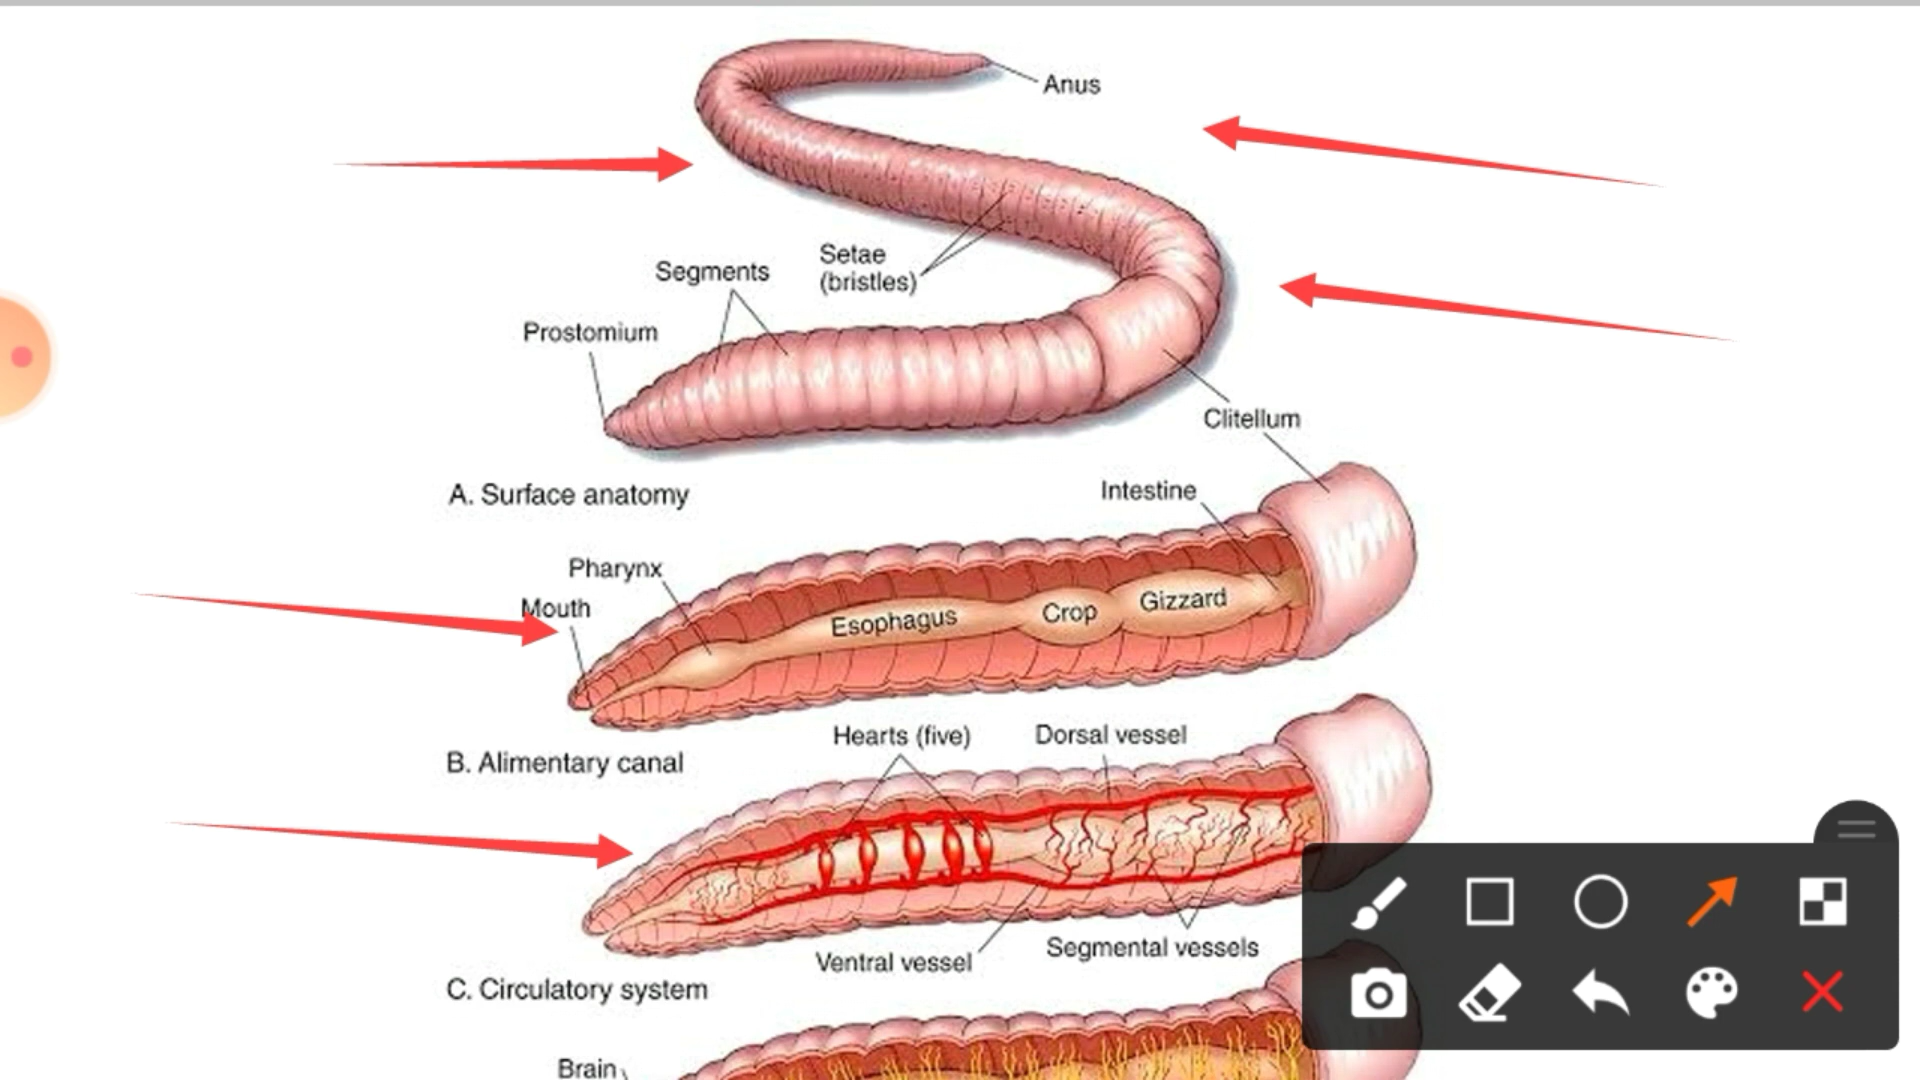 Anus
Setae
(bristles)
Segments
Prostomium
Clitellum
A. Surface anatomy
Intestine
Pharynx
Mouth
Esophagus
Crop
Gizzard
Hearts (five)
Dorsal vessel
B. Alimentary canal
Ventral vessel
Segmental vessels
C. Circulatory system
Brain